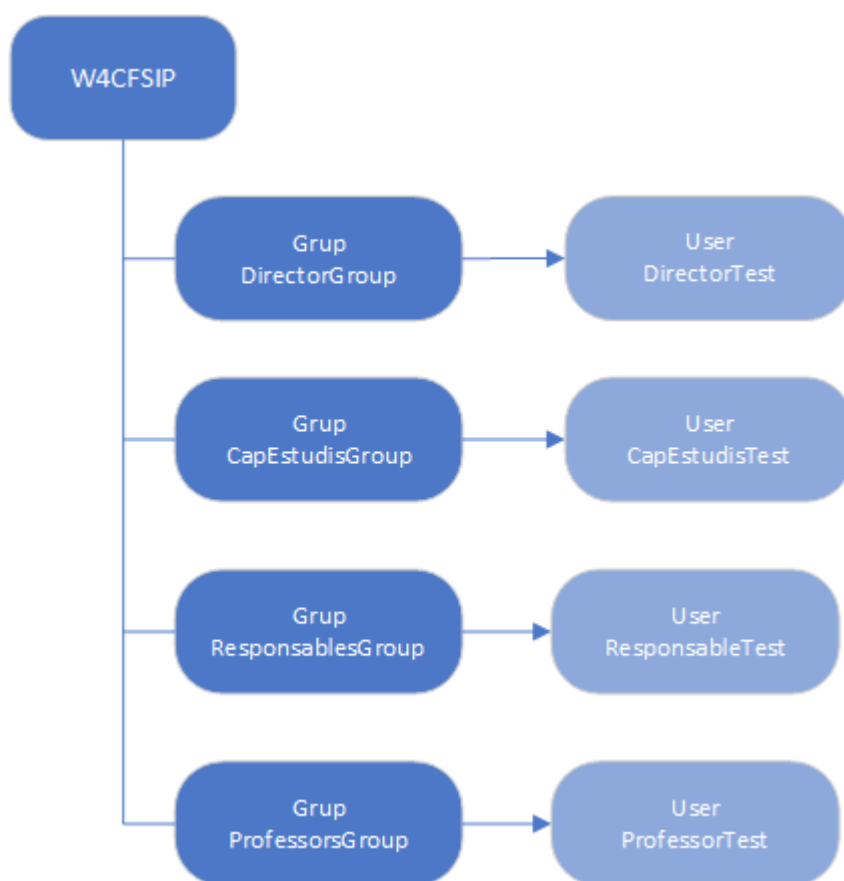 W4CFSIP
Grup
DirectorGroup
User
DirectorTest
Grup
CapEstudisGroup
User
CapEstudisTest
Grup
ResponsablesGroup
User
ResponsableTest
Grup
ProfessorsGroup
User
ProfessorTest